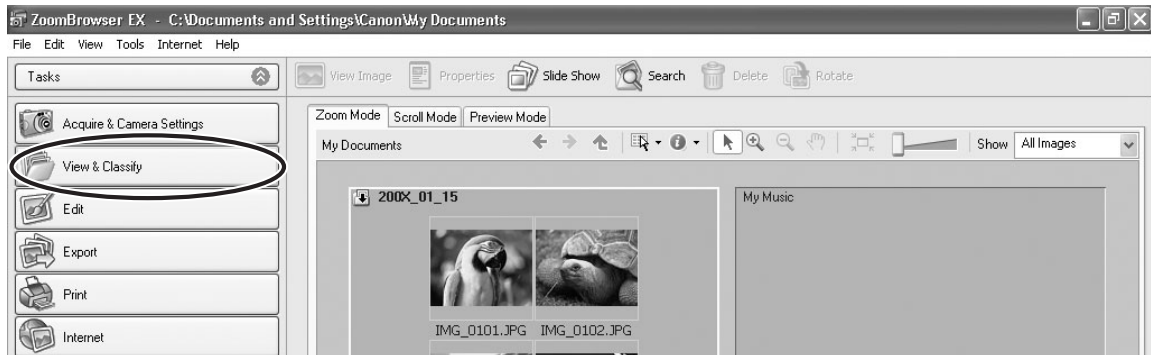 ZoomBrowser EX - C:\Documents and Settings\Canon\My Documents
File Edit View Tools Internet Help
Tasks
View Image Properties Slide Show Search Delete Rotate
Acquire & Camera Settings
View & Classify
Edit
Export
Print
Internet
Zoom Mode Scroll Mode Preview Mode
My Documents
Show All Images
200X_01_15
My Music
IMG_0101.JPG IMG_0102.JPG